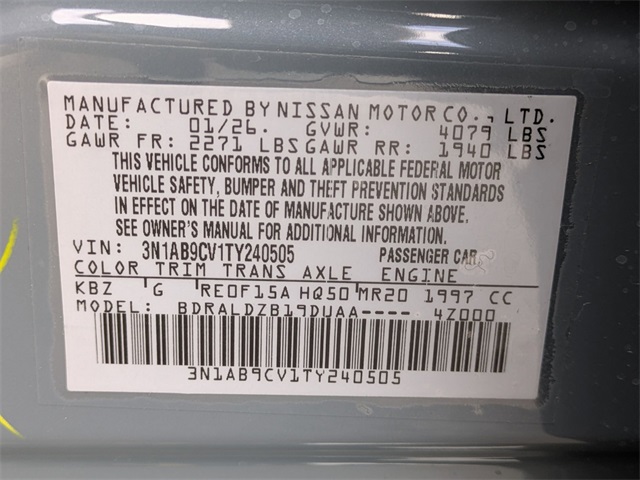 MANUFACTURED BY NISSAN MOTOR CO., LTD.
DATE: 01/26. GVWR: 4079 LBS
GAWR FR: 2271 LBS GAWR RR: 1940 LBS
THIS VEHICLE CONFORMS TO ALL APPLICABLE FEDERAL MOTOR
VEHICLE SAFETY, BUMPER AND THEFT PREVENTION STANDARDS
IN EFFECT ON THE DATE OF MANUFACTURE SHOWN ABOVE.
SEE OWNER'S MANUAL FOR ADDITIONAL INFORMATION.
VIN: 3N1AB9CV1TY240505 PASSENGER CAR
COLOR TRIM TRANS AXLE ENGINE
KBZ G RE0F15A HQ50 MR20 1997 CC
MODEL: BDRALDZB19DUAA---- 4Z000
3N1AB9CV1TY240505